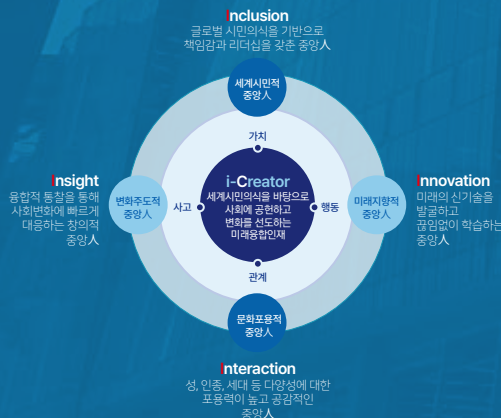 Inclusion
글로벌 시민의식을 기반으로
책임감과 리더십을 갖춘 중앙人
세계시민적
중앙人
가치
Insight
융합적 통찰을 통해
사회변화에 빠르게
대응하는 창의적
중앙人
변화주도적
중앙人
사고
i-Creator
세계시민의식을 바탕으로
사회에 공헌하고
변화를 선도하는
미래융합인재
행동
미래지향적
중앙人
Innovation
미래의 신기술을
발굴하고
끊임없이 학습하는
중앙人
관계
문화포용적
중앙人
Interaction
성, 인종, 세대 등 다양성에 대한
포용력이 높고 공감적인
중앙人